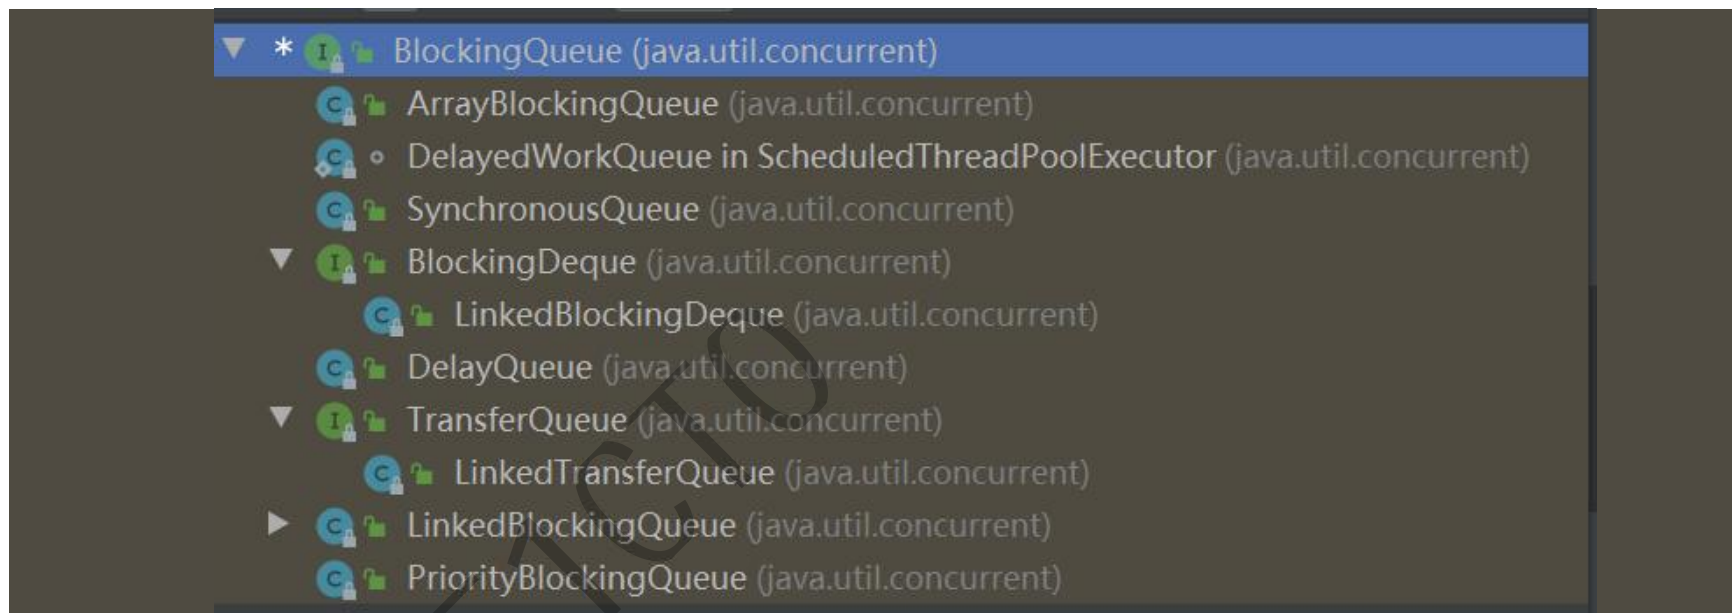 * BlockingQueue (java.util.concurrent)
ArrayBlockingQueue (java.util.concurrent)
DelayedWorkQueue in ScheduledThreadPoolExecutor (java.util.concurrent)
SynchronousQueue (java.util.concurrent)
BlockingDeque (java.util.concurrent)
LinkedBlockingDeque (java.util.concurrent)
DelayQueue (java.util.concurrent)
TransferQueue (java.util.concurrent)
LinkedTransferQueue (java.util.concurrent)
LinkedBlockingQueue (java.util.concurrent)
PriorityBlockingQueue (java.util.concurrent)